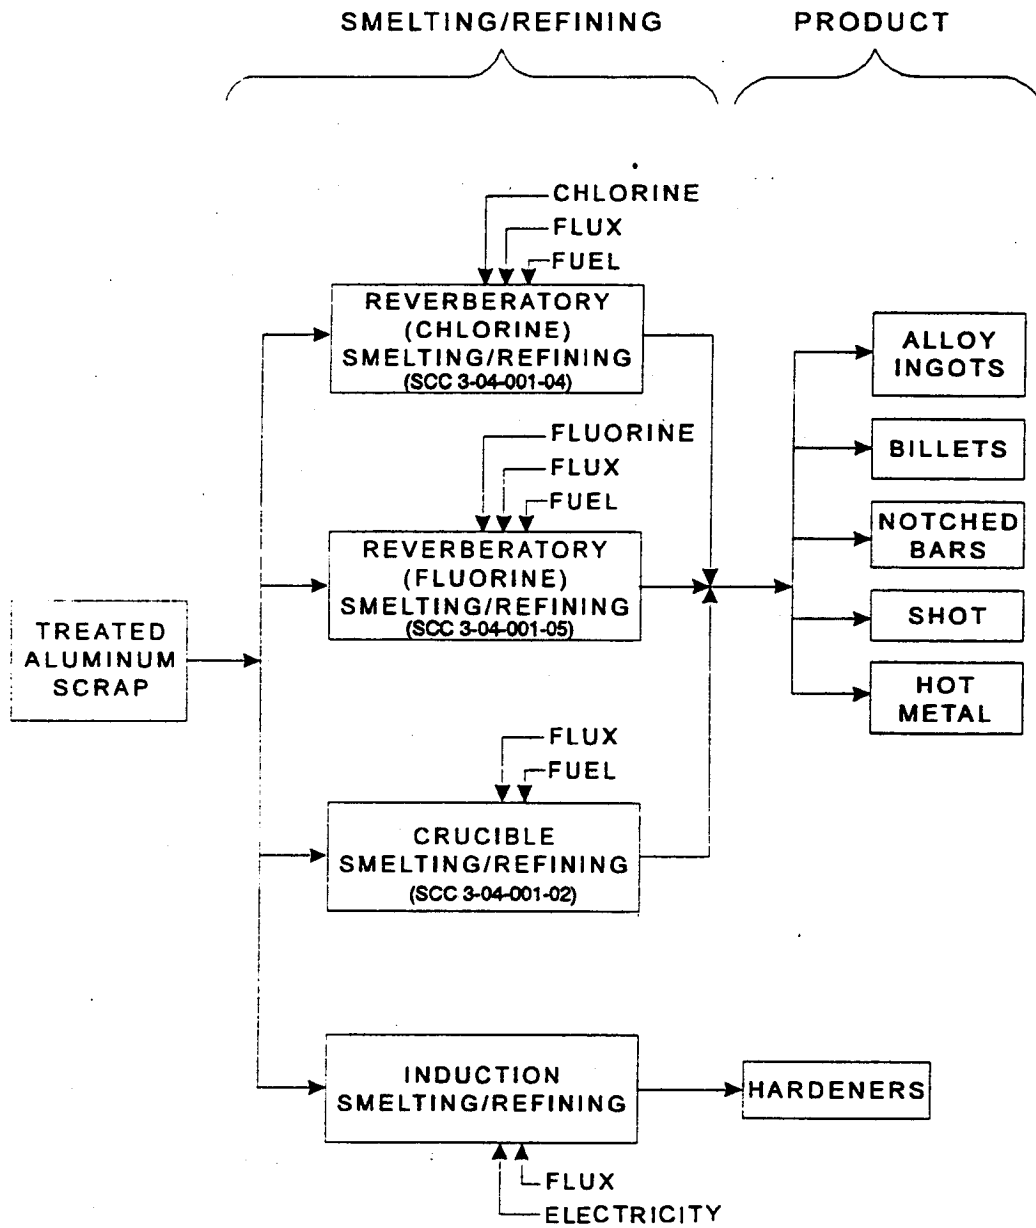 SMELTING/REFINING
PRODUCT
CHLORINE
FLUX
FUEL
REVERBERATORY
(CHLORINE)
SMELTING/REFINING
(SCC 3-04-001-04)
FLUORINE
FLUX
FUEL
REVERBERATORY
(FLUORINE)
SMELTING/REFINING
(SCC 3-04-001-05)
TREATED
ALUMINUM
SCRAP
FLUX
FUEL
CRUCIBLE
SMELTING/REFINING
(SCC 3-04-001-02)
INDUCTION
SMELTING/REFINING
FLUX
ELECTRICITY
ALLOY
INGOTS
BILLETS
NOTCHED
BARS
SHOT
HOT
METAL
HARDENERS